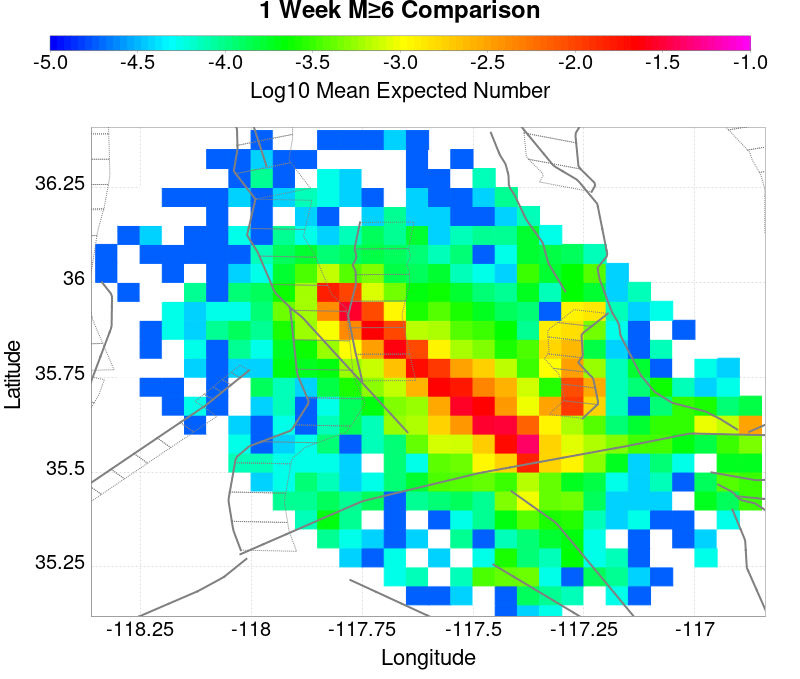 1 Week M≥6 Comparison
-5.0 -4.5 -4.0 -3.5 -3.0 -2.5 -2.0 -1.5 -1.0
Log10 Mean Expected Number
36.25
36
35.75
35.5
35.25
Latitude
-118.25 -118 -117.75 -117.5 -117.25 -117
Longitude